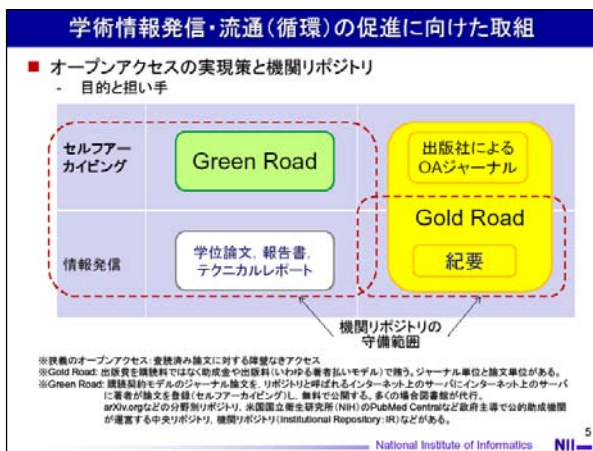 学術情報発信・流通(循環)の促進に向けた取組
■ オープンアクセスの実現策と機関リポジトリ
- 目的と担い手
セルフアー
カイビング
Green Road
出版社による
OAジャーナル
Gold Road
情報発信
学位論文,報告書,
テクニカルレポート
紀要
機関リポジトリの
守備範囲
※狭義のオープンアクセス:査読済み論文に対する障壁なきアクセス
※Gold Road: 出版費を購読料ではなく助成金や出版料(いわゆる著者払いモデル)で賄う。ジャーナル単位と論文単位がある。
※Green Road: 購読契約モデルのジャーナル論文を、リポジトリと呼ばれるインターネット上のサーバにインターネット上のサーバ
に著者が論文を登録(セルフアーカイビング)し、無料で公開する。多くの場合図書館が代行。
arXiv.orgなどの分野別リポジトリ、米国国立衛生研究所(NIH)のPubMed Centralなど政府主導で公的助成機関
が運営する中央リポジトリ、機関リポジトリ(Institutional Repository:IR)などがある。
5
National Institute of Informatics NII